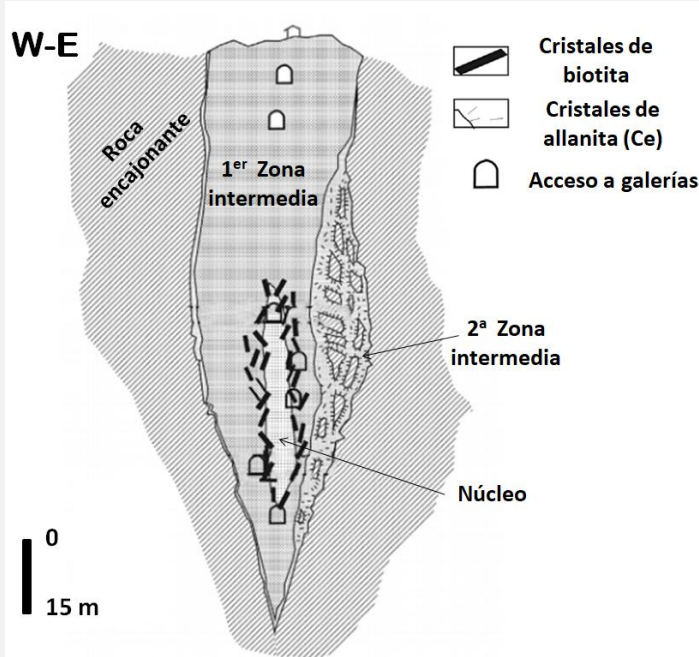 W-E
Cristales de
biotita
Cristales de
allanita (Ce)
Acceso a galerías
Roca
encajonante
1er Zona
intermedia
2ª Zona
intermedia
Núcleo
0
15 m